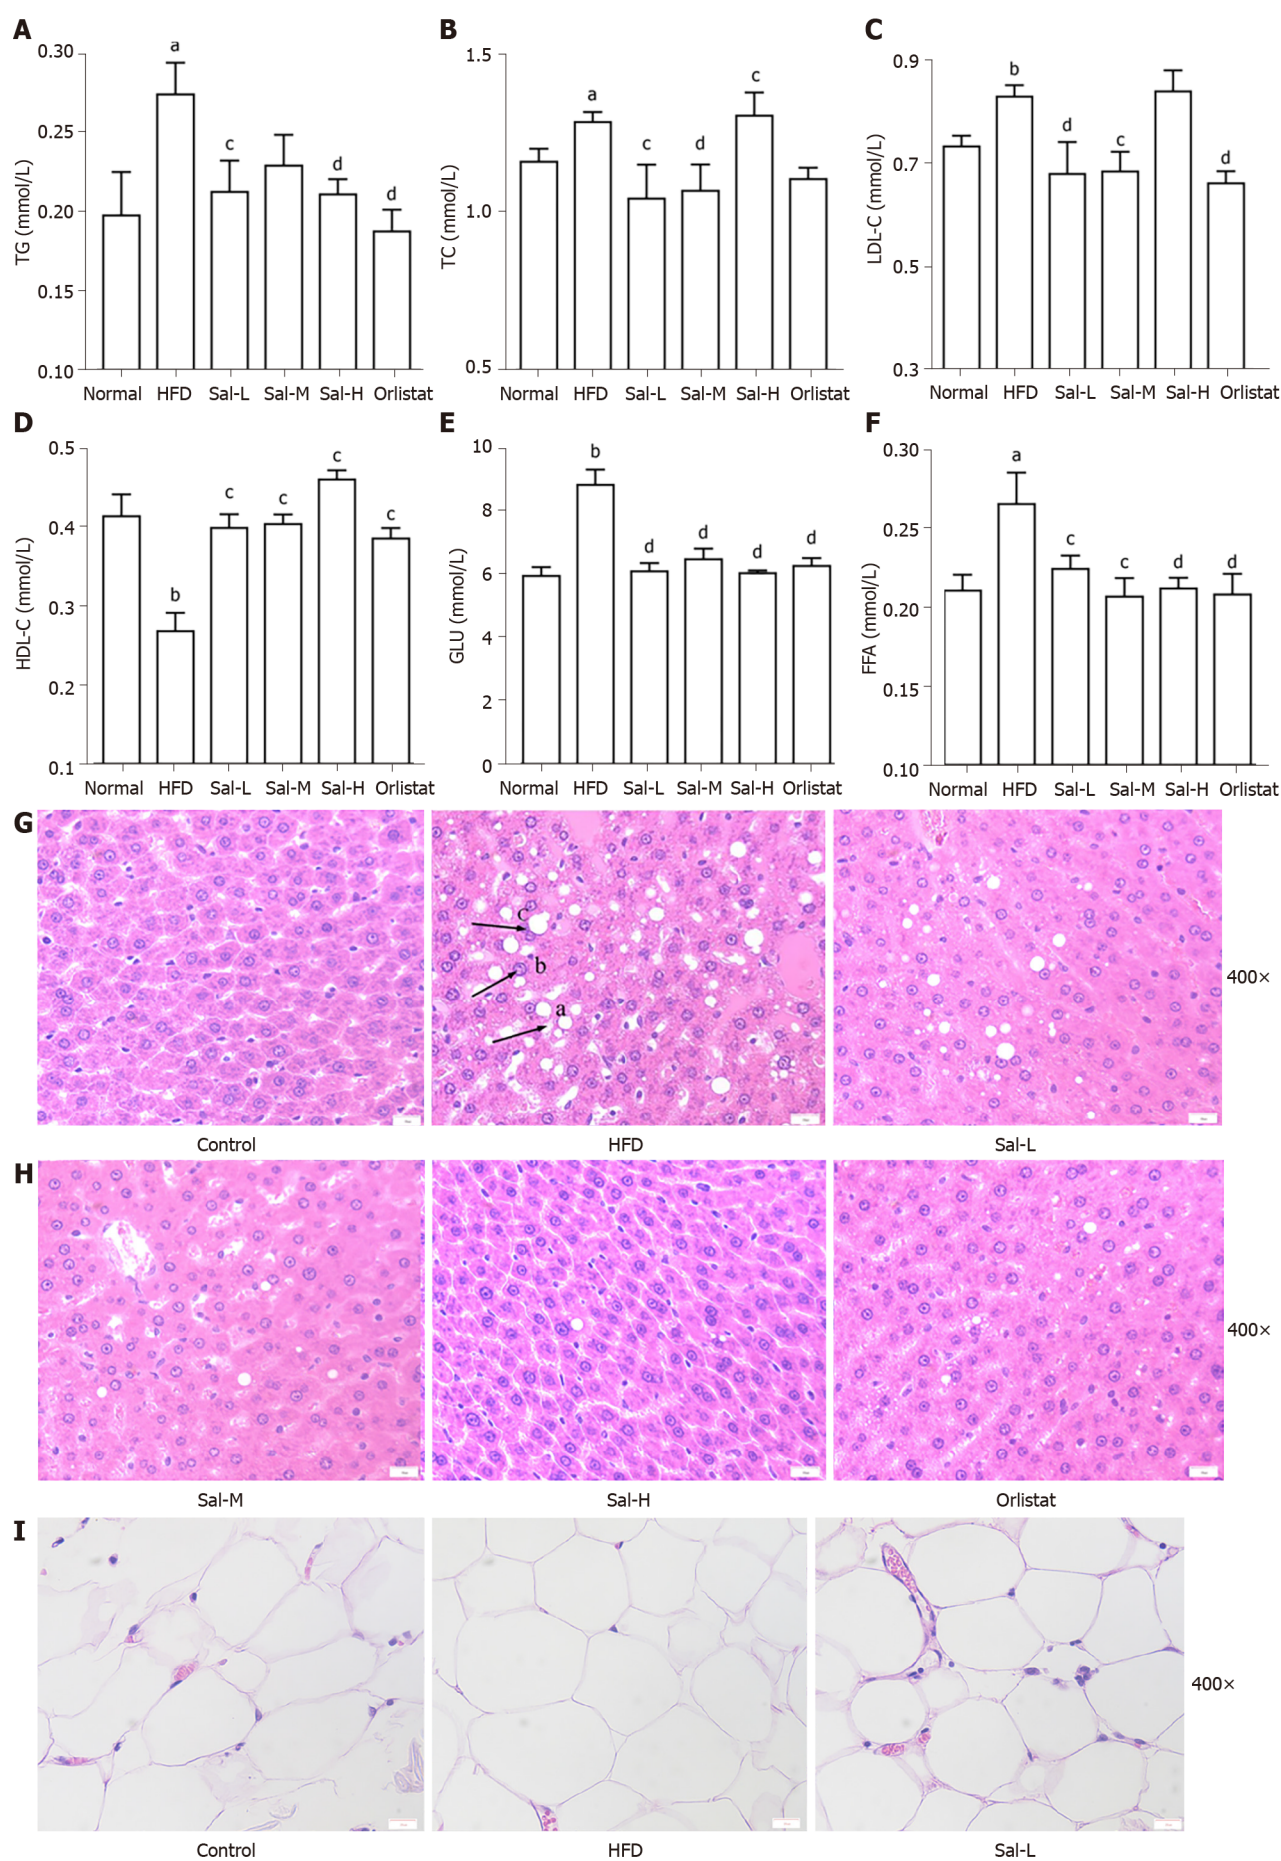 A
TG (mmol/L)
0.30
0.25
0.20
0.15
0.10
a
c
d
d
Normal HFD Sal-L Sal-M Sal-H Orlistat
B
TC (mmol/L)
1.5
1.0
0.5
a
c
d
c
Normal HFD Sal-L Sal-M Sal-H Orlistat
C
LDL-C (mmol/L)
0.9
0.7
0.5
0.3
b
d
c
d
Normal HFD Sal-L Sal-M Sal-H Orlistat
D
HDL-C (mmol/L)
0.5
0.4
0.3
0.2
0.1
b
c
c
c
c
Normal HFD Sal-L Sal-M Sal-H Orlistat
E
GLU (mmol/L)
10
8
6
4
2
0
b
d
d
d
d
Normal HFD Sal-L Sal-M Sal-H Orlistat
F
FFA (mmol/L)
0.30
0.25
0.20
0.15
0.10
a
c
c
d
d
Normal HFD Sal-L Sal-M Sal-H Orlistat
G
c
b
a
400×
Control HFD Sal-L
H
400×
Sal-M Sal-H Orlistat
I
400×
Control HFD Sal-L